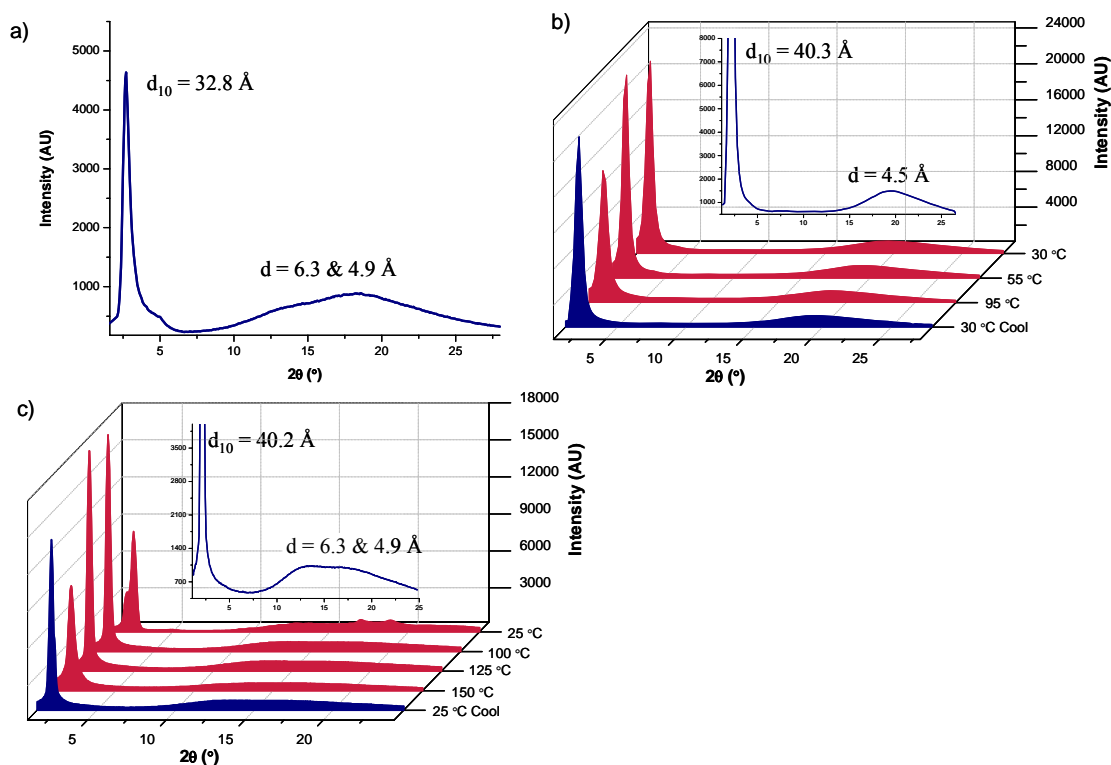 a)
5000
4000
3000
2000
1000
Intensity (AU)
d10 = 32.8 Å
d = 6.3 & 4.9 Å
5
10
15
20
25
2θ (°)
b)
8000
7000
6000
5000
4000
3000
2000
1000
d10 = 40.3 Å
d = 4.5 Å
5
10
15
20
25
24000
20000
16000
12000
8000
4000
Intensity (AU)
30 °C
55 °C
95 °C
30 °C Cool
5
10
15
20
25
2θ (°)
c)
3500
2800
2100
1400
700
d10 = 40.2 Å
d = 6.3 & 4.9 Å
5
10
15
20
25
18000
15000
12000
9000
6000
3000
Intensity (AU)
25 °C
100 °C
125 °C
150 °C
25 °C Cool
5
10
15
20
2θ (°)